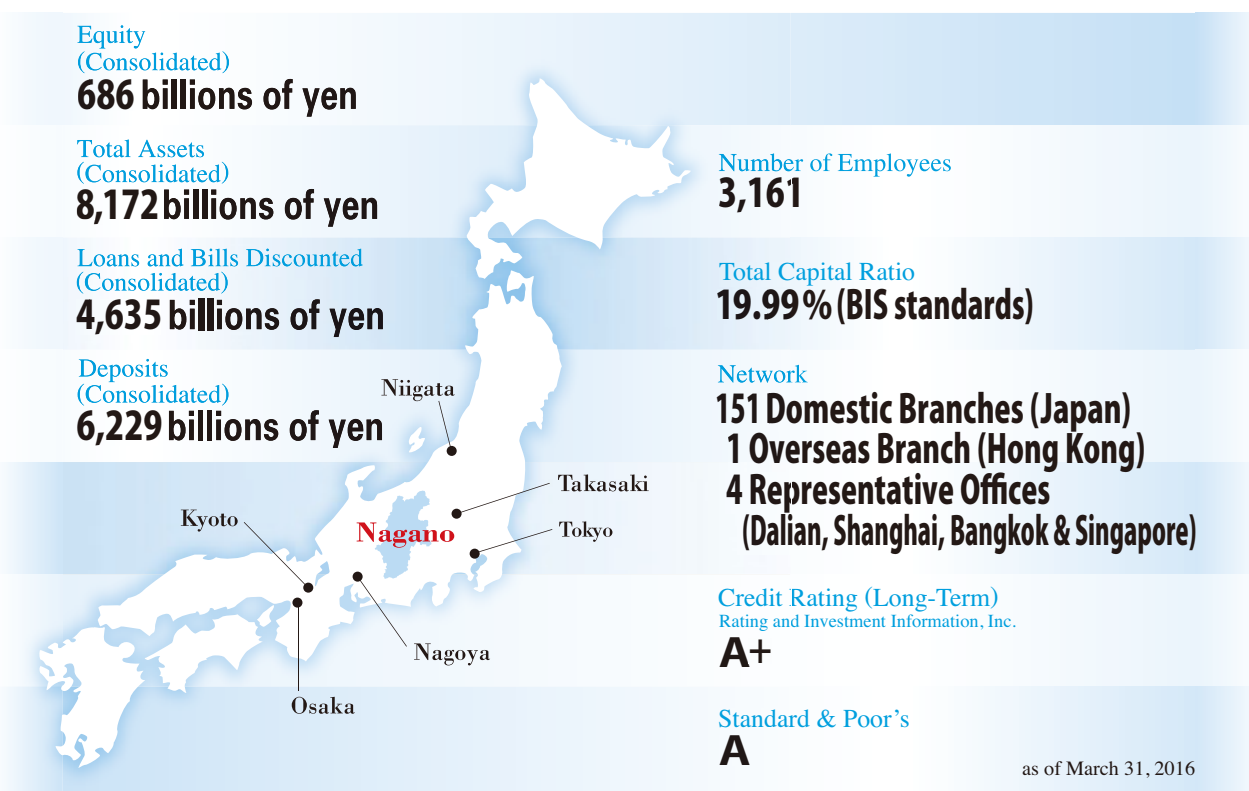 Equity
(Consolidated)
686 billions of yen
Total Assets
(Consolidated)
8,172 billions of yen
Loans and Bills Discounted
(Consolidated)
4,635 billions of yen
Deposits
(Consolidated)
6,229 billions of yen
Niigata
Takasaki
Nagano
Tokyo
Kyoto
Nagoya
Osaka
Number of Employees
3,161
Total Capital Ratio
19.99% (BIS standards)
Network
151 Domestic Branches (Japan)
1 Overseas Branch (Hong Kong)
4 Representative Offices
(Dalian, Shanghai, Bangkok & Singapore)
Credit Rating (Long-Term)
Rating and Investment Information, Inc.
A+
Standard & Poor's
A
as of March 31, 2016